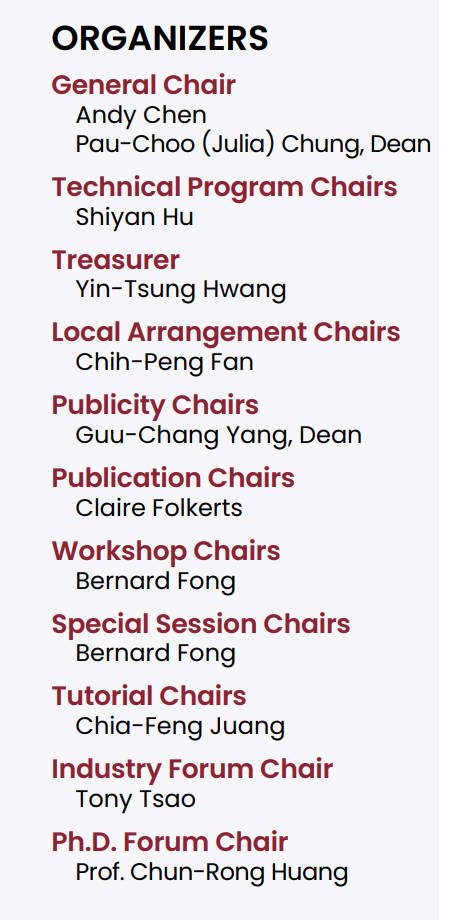 ORGANIZERS
General Chair
Andy Chen
Pau-Choo (Julia) Chung, Dean
Technical Program Chairs
Shiyan Hu
Treasurer
Yin-Tsung Hwang
Local Arrangement Chairs
Chih-Peng Fan
Publicity Chairs
Guu-Chang Yang, Dean
Publication Chairs
Claire Folkerts
Workshop Chairs
Bernard Fong
Special Session Chairs
Bernard Fong
Tutorial Chairs
Chia-Feng Juang
Industry Forum Chair
Tony Tsao
Ph.D. Forum Chair
Prof. Chun-Rong Huang